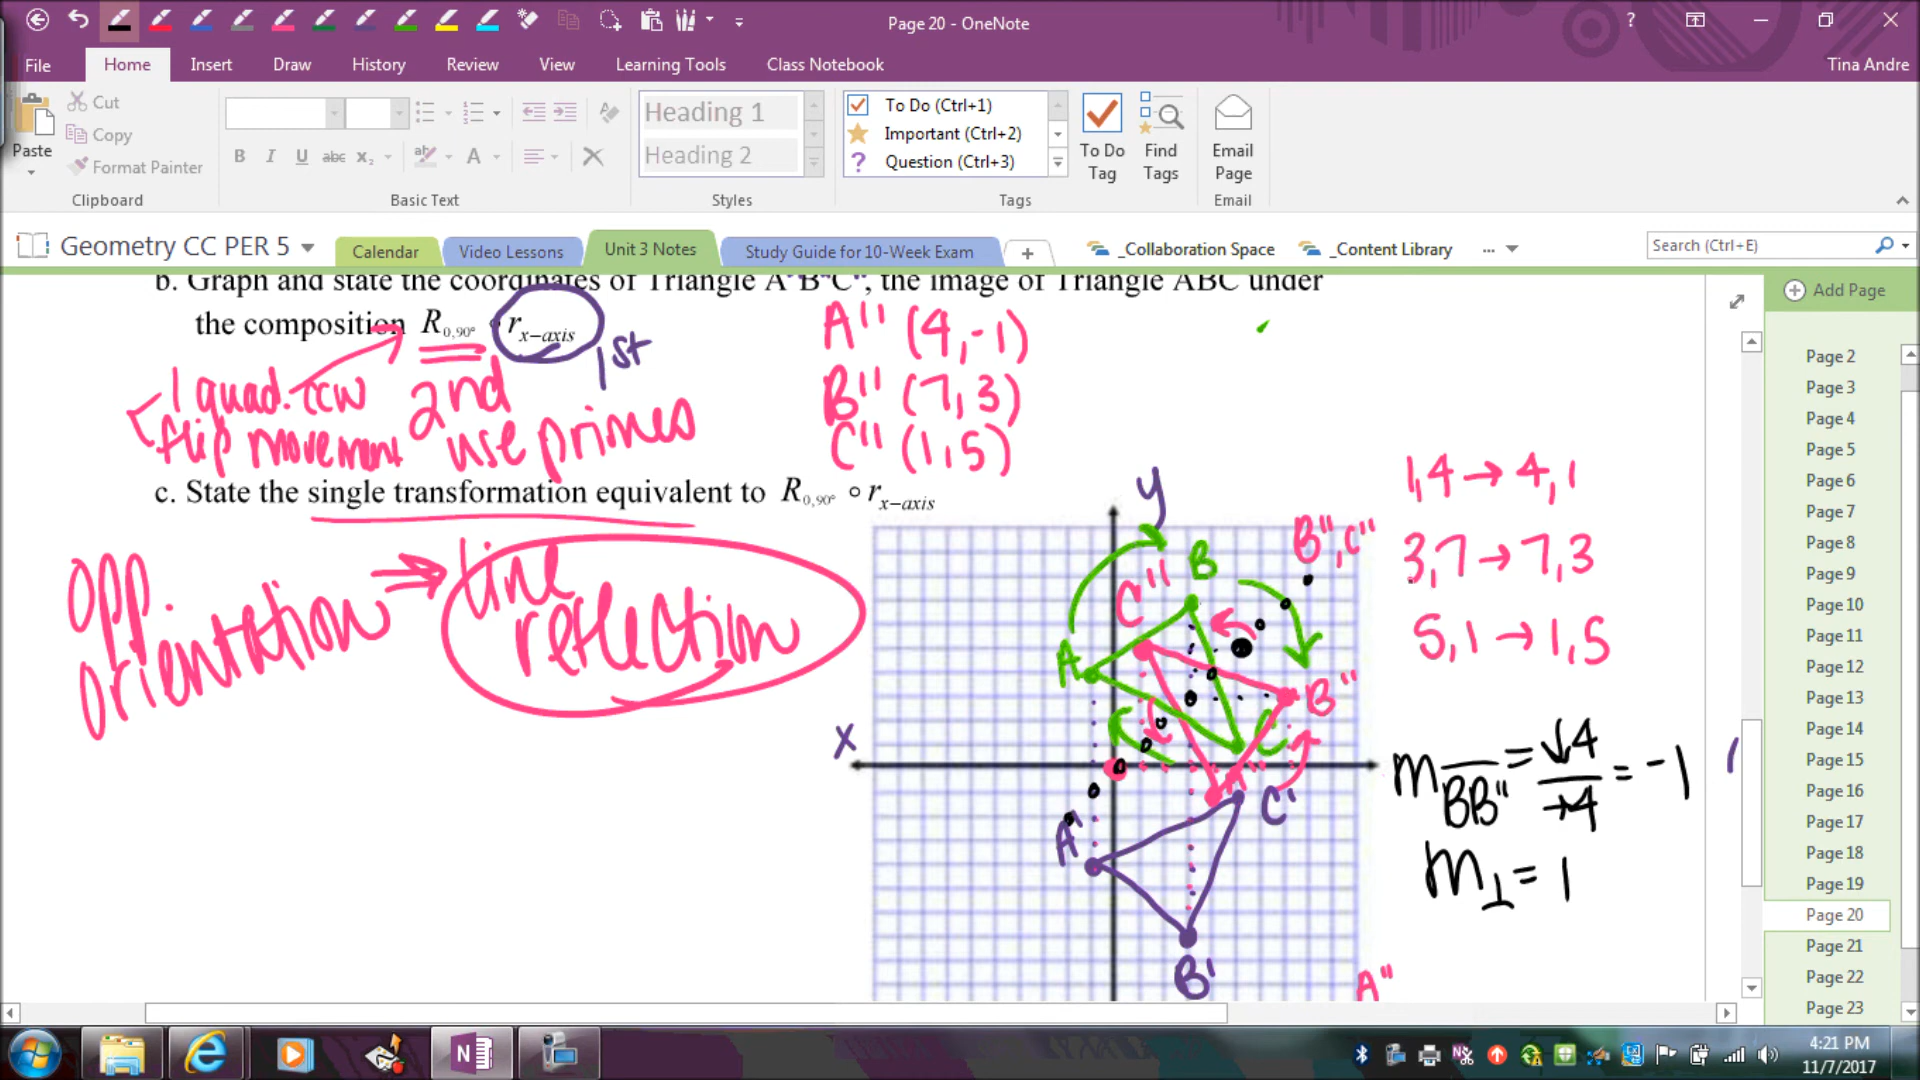 Page 20 - OneNote
?
File Home Insert Draw History Review View Learning Tools Class Notebook
Tina Andre
Paste
Cut
Copy
Format Painter
B I U abc x₂ A
Heading 1
Heading 2
To Do (Ctrl+1)
Important (Ctrl+2)
Question (Ctrl+3)
To Do Tag
Find Tags
Email Page
Clipboard Basic Text Styles Tags Email
Geometry CC PER 5
Calendar Video Lessons Unit 3 Notes Study Guide for 10-Week Exam + _Collaboration Space _Content Library ...
Search (Ctrl+E)
Add Page
b. Graph and state the coordinates of Triangle A"B"C", the image of Triangle ABC under
the composition R₀,₉₀° ∘ r x−axis
1st
1 quad. ccw
flip movement
2nd
use primes
A'' (4,-1)
B'' (7,3)
C'' (1,5)
c. State the single transformation equivalent to R₀,₉₀° ∘ r x−axis
opp orientation ⇒ line reflection
1,4 → 4,1
3,7 → 7,3
5,1 → 1,5
y
B'',C''
B
C''
A
B''
C
x
A''
C'
A'
B'
A''
m BB'' = 4/-4 = -1
m⊥ = 1
Page 2
Page 3
Page 4
Page 5
Page 6
Page 7
Page 8
Page 9
Page 10
Page 11
Page 12
Page 13
Page 14
Page 15
Page 16
Page 17
Page 18
Page 19
Page 20
Page 21
Page 22
Page 23
4:21 PM
11/7/2017